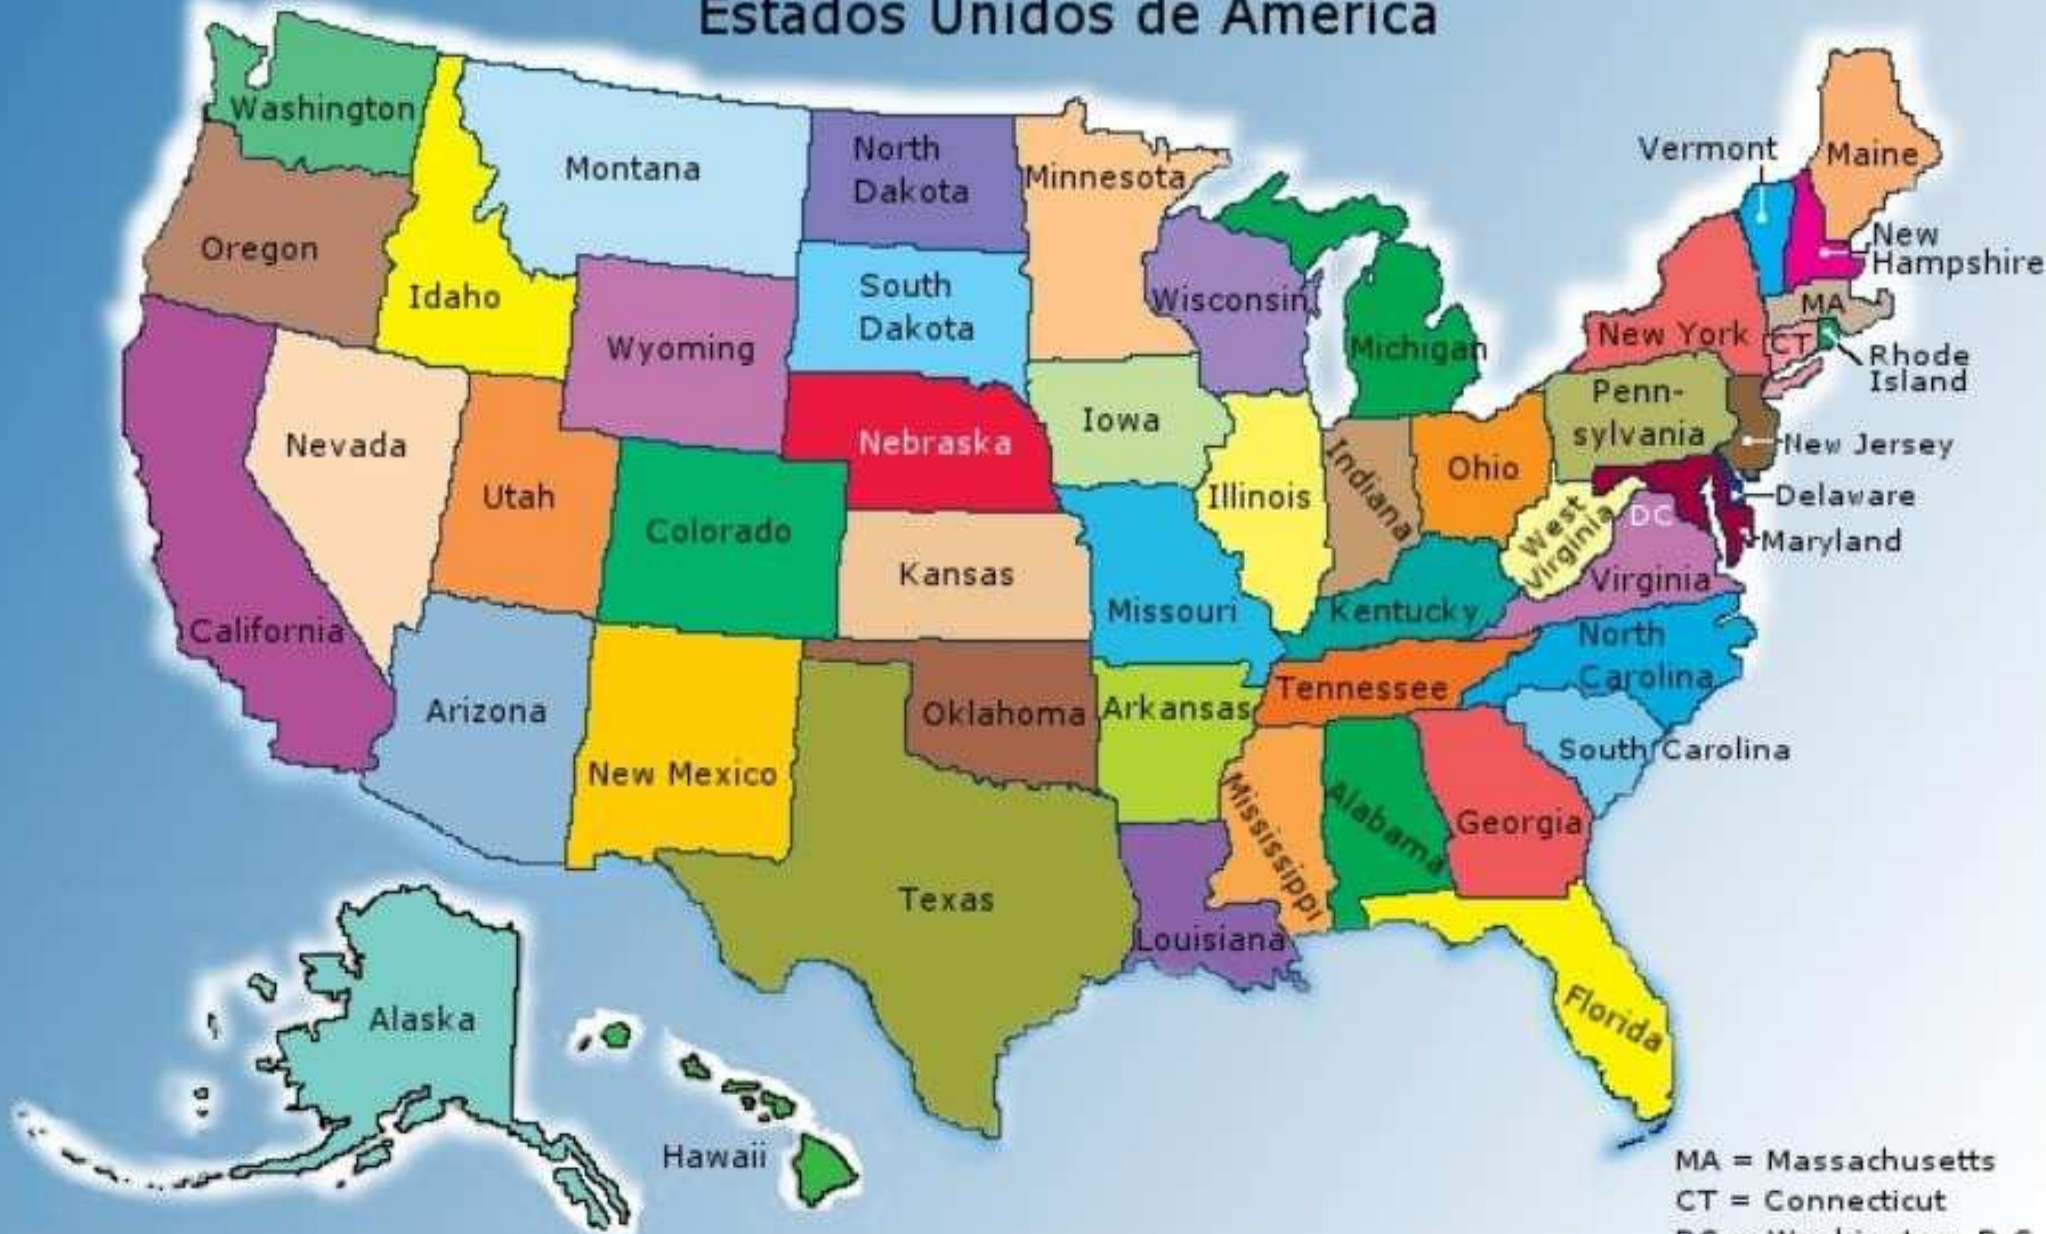 Estados Unidos de America
Washington
Montana
North
Dakota
Minnesota
Vermont
Maine
Oregon
Idaho
New
Hampshire
South
Dakota
Wisconsin
MA
Wyoming
Michigan
New York
CT
Rhode
Island
Nevada
Nebraska
Iowa
Penn-
sylvania
New Jersey
Utah
Colorado
Illinois
Indiana
Ohio
West
Virginia
DC
Delaware
Maryland
Kansas
Missouri
Kentucky
Virginia
California
North
Carolina
Arizona
New Mexico
Oklahoma
Arkansas
Tennessee
South Carolina
Mississippi
Alabama
Georgia
Texas
Louisiana
Florida
Alaska
Hawaii
MA = Massachusetts
CT = Connecticut